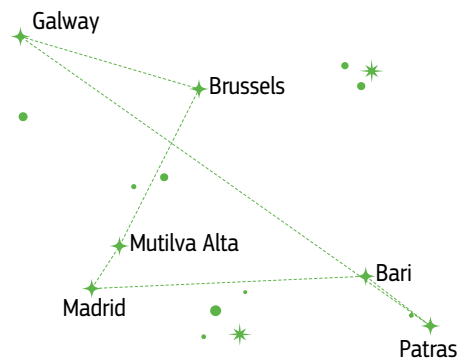 Galway
Brussels
Mutilva Alta
Bari
Madrid
Patras